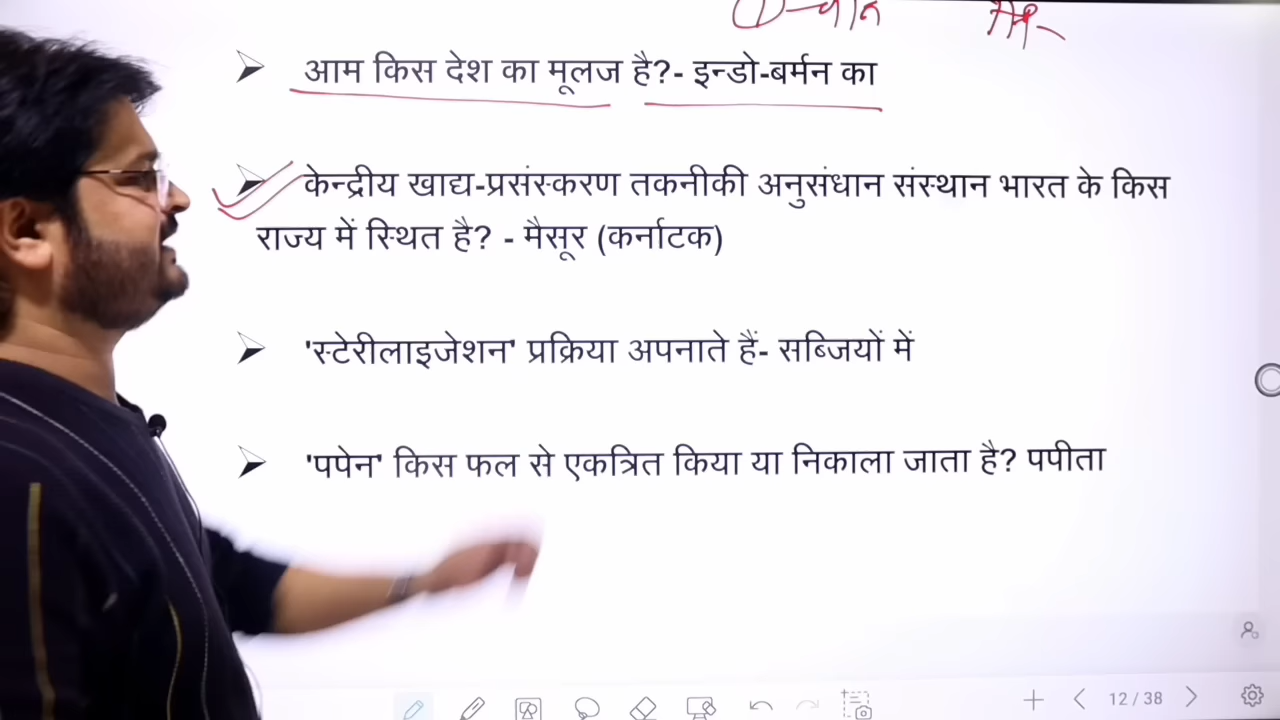 आम किस देश का मूलज है?- इन्डो-बर्मन का
केन्द्रीय खाद्य-प्रसंस्करण तकनीकी अनुसंधान संस्थान भारत के किस
राज्य में स्थित है? - मैसूर (कर्नाटक)
'स्टेरीलाइजेशन' प्रक्रिया अपनाते हैं- सब्जियों में
'पपेन' किस फल से एकत्रित किया या निकाला जाता है? पपीता
12/38